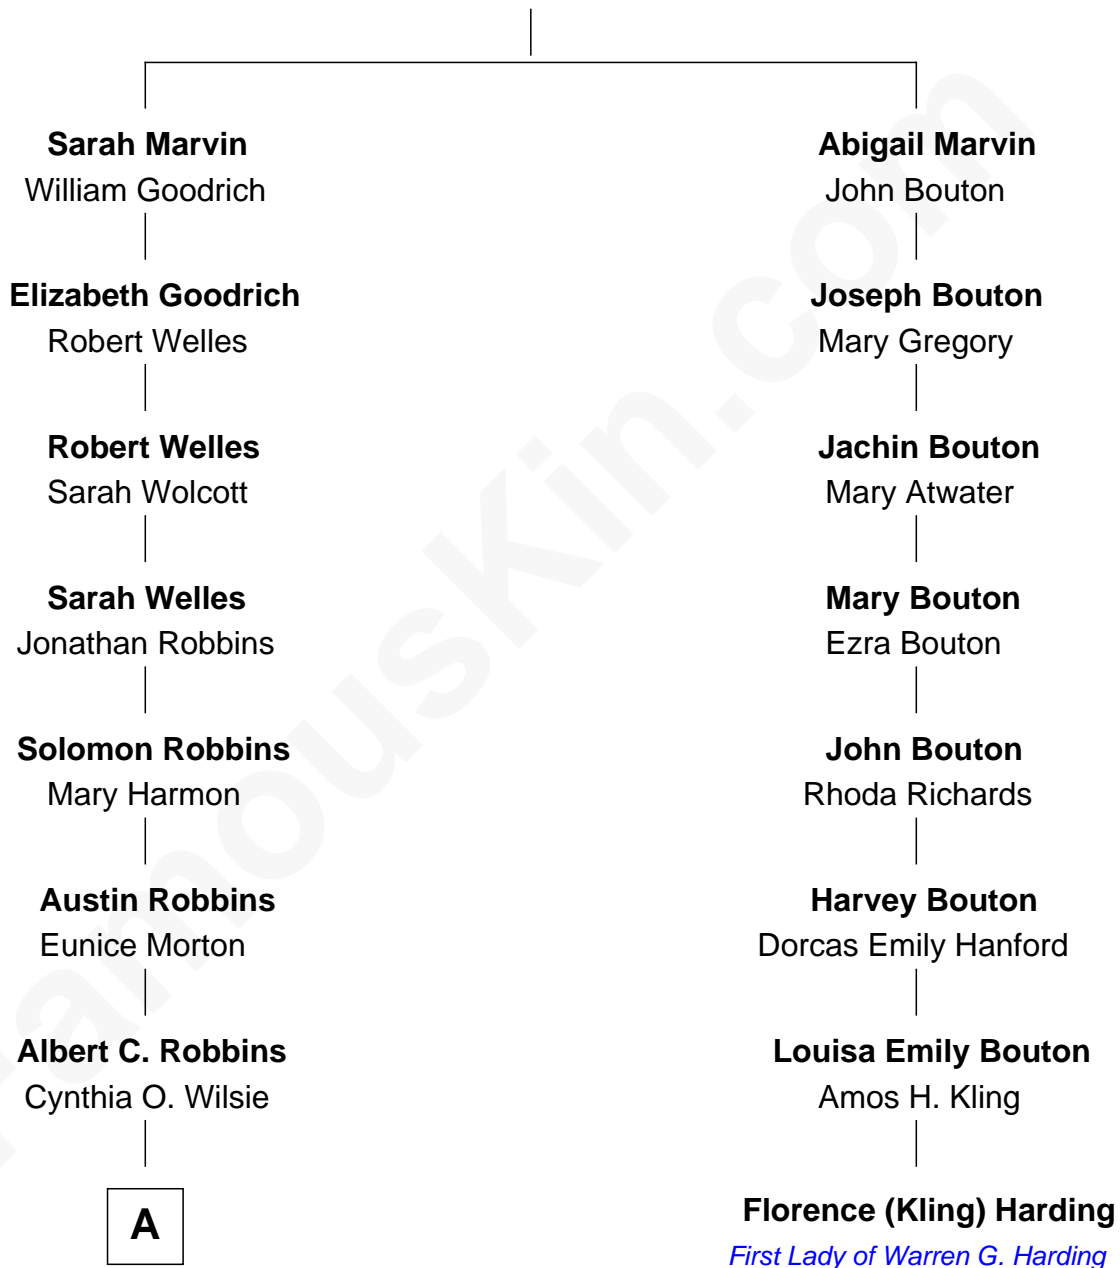 Sarah Marvin
William Goodrich
Elizabeth Goodrich
Robert Welles
Robert Welles
Sarah Wolcott
Sarah Welles
Jonathan Robbins
Solomon Robbins
Mary Harmon
Austin Robbins
Eunice Morton
Albert C. Robbins
Cynthia O. Wilsie
A
Abigail Marvin
John Bouton
Joseph Bouton
Mary Gregory
Jachin Bouton
Mary Atwater
Mary Bouton
Ezra Bouton
John Bouton
Rhoda Richards
Harvey Bouton
Dorcas Emily Hanford
Louisa Emily Bouton
Amos H. Kling
Florence (Kling) Harding
First Lady of Warren G. Harding
FamousKin.com